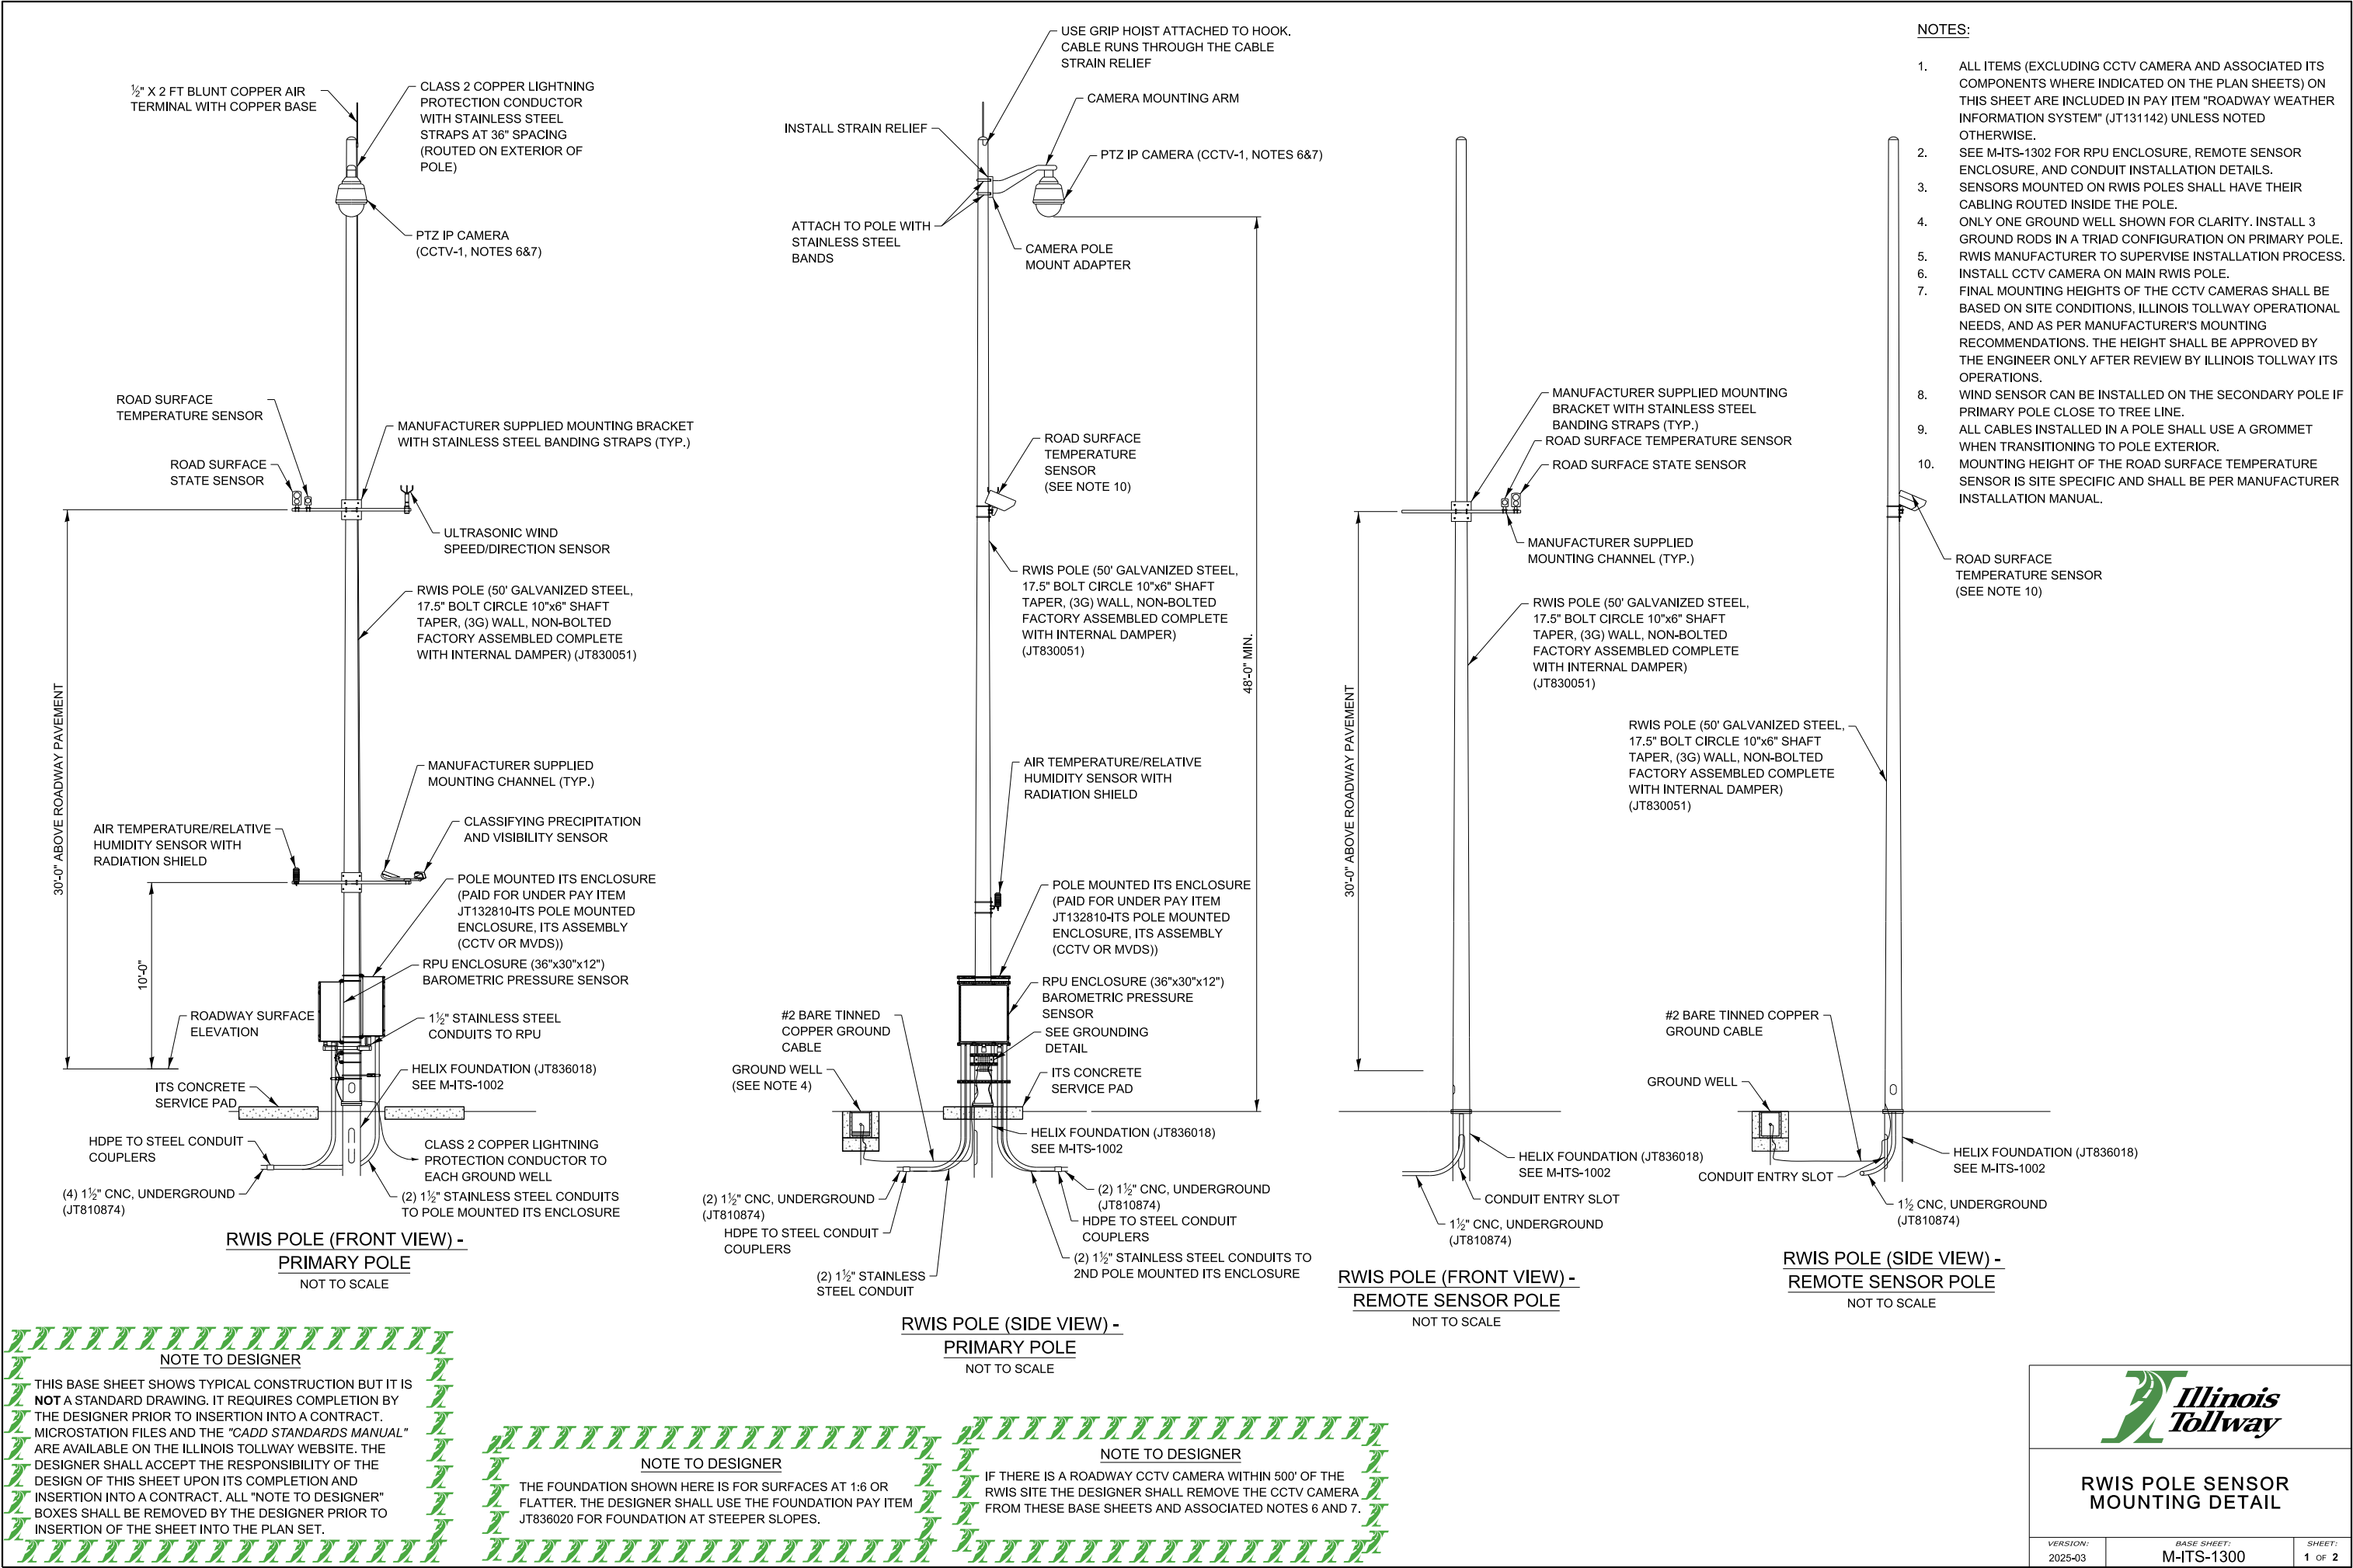 ½" X 2 FT BLUNT COPPER AIR
TERMINAL WITH COPPER BASE
CLASS 2 COPPER LIGHTNING
PROTECTION CONDUCTOR
WITH STAINLESS STEEL
STRAPS AT 36" SPACING
(ROUTED ON EXTERIOR OF
POLE)
PTZ IP CAMERA
(CCTV-1, NOTES 6&7)
ROAD SURFACE
TEMPERATURE SENSOR
MANUFACTURER SUPPLIED MOUNTING BRACKET
WITH STAINLESS STEEL BANDING STRAPS (TYP.)
ROAD SURFACE
STATE SENSOR
ULTRASONIC WIND
SPEED/DIRECTION SENSOR
RWIS POLE (50' GALVANIZED STEEL,
17.5" BOLT CIRCLE 10"x6" SHAFT
TAPER, (3G) WALL, NON-BOLTED
FACTORY ASSEMBLED COMPLETE
WITH INTERNAL DAMPER) (JT830051)
30'-0" ABOVE ROADWAY PAVEMENT
MANUFACTURER SUPPLIED
MOUNTING CHANNEL (TYP.)
AIR TEMPERATURE/RELATIVE
HUMIDITY SENSOR WITH
RADIATION SHIELD
CLASSIFYING PRECIPITATION
AND VISIBILITY SENSOR
POLE MOUNTED ITS ENCLOSURE
(PAID FOR UNDER PAY ITEM
JT132810-ITS POLE MOUNTED
ENCLOSURE, ITS ASSEMBLY
(CCTV OR MVDS))
10'-0"
RPU ENCLOSURE (36"x30"x12")
BAROMETRIC PRESSURE SENSOR
ROADWAY SURFACE
ELEVATION
1½" STAINLESS STEEL
CONDUITS TO RPU
HELIX FOUNDATION (JT836018)
SEE M-ITS-1002
ITS CONCRETE
SERVICE PAD
HDPE TO STEEL CONDUIT
COUPLERS
CLASS 2 COPPER LIGHTNING
PROTECTION CONDUCTOR TO
EACH GROUND WELL
(4) 1½" CNC, UNDERGROUND
(JT810874)
(2) 1½" STAINLESS STEEL CONDUITS
TO POLE MOUNTED ITS ENCLOSURE
RWIS POLE (FRONT VIEW) -
PRIMARY POLE
NOT TO SCALE
USE GRIP HOIST ATTACHED TO HOOK.
CABLE RUNS THROUGH THE CABLE
STRAIN RELIEF
CAMERA MOUNTING ARM
INSTALL STRAIN RELIEF
PTZ IP CAMERA (CCTV-1, NOTES 6&7)
ATTACH TO POLE WITH
STAINLESS STEEL
BANDS
CAMERA POLE
MOUNT ADAPTER
ROAD SURFACE
TEMPERATURE
SENSOR
(SEE NOTE 10)
RWIS POLE (50' GALVANIZED STEEL,
17.5" BOLT CIRCLE 10"x6" SHAFT
TAPER, (3G) WALL, NON-BOLTED
FACTORY ASSEMBLED COMPLETE
WITH INTERNAL DAMPER)
(JT830051)
48'-0" MIN.
AIR TEMPERATURE/RELATIVE
HUMIDITY SENSOR WITH
RADIATION SHIELD
POLE MOUNTED ITS ENCLOSURE
(PAID FOR UNDER PAY ITEM
JT132810-ITS POLE MOUNTED
ENCLOSURE, ITS ASSEMBLY
(CCTV OR MVDS))
RPU ENCLOSURE (36"x30"x12")
BAROMETRIC PRESSURE
SENSOR
#2 BARE TINNED
COPPER GROUND
CABLE
SEE GROUNDING
DETAIL
GROUND WELL
(SEE NOTE 4)
ITS CONCRETE
SERVICE PAD
HELIX FOUNDATION (JT836018)
SEE M-ITS-1002
(2) 1½" CNC, UNDERGROUND
(JT810874)
HDPE TO STEEL CONDUIT
COUPLERS
(2) 1½" STAINLESS
STEEL CONDUIT
(2) 1½" CNC, UNDERGROUND
(JT810874)
HDPE TO STEEL CONDUIT
COUPLERS
(2) 1½" STAINLESS STEEL CONDUITS TO
2ND POLE MOUNTED ITS ENCLOSURE
RWIS POLE (SIDE VIEW) -
PRIMARY POLE
NOT TO SCALE
MANUFACTURER SUPPLIED MOUNTING
BRACKET WITH STAINLESS STEEL
BANDING STRAPS (TYP.)
ROAD SURFACE TEMPERATURE SENSOR
ROAD SURFACE STATE SENSOR
MANUFACTURER SUPPLIED
MOUNTING CHANNEL (TYP.)
RWIS POLE (50' GALVANIZED STEEL,
17.5" BOLT CIRCLE 10"x6" SHAFT
TAPER, (3G) WALL, NON-BOLTED
FACTORY ASSEMBLED COMPLETE
WITH INTERNAL DAMPER)
(JT830051)
30'-0" ABOVE ROADWAY PAVEMENT
HELIX FOUNDATION (JT836018)
SEE M-ITS-1002
CONDUIT ENTRY SLOT
1½" CNC, UNDERGROUND
(JT810874)
RWIS POLE (FRONT VIEW) -
REMOTE SENSOR POLE
NOT TO SCALE
ROAD SURFACE
TEMPERATURE SENSOR
(SEE NOTE 10)
RWIS POLE (50' GALVANIZED STEEL,
17.5" BOLT CIRCLE 10"x6" SHAFT
TAPER, (3G) WALL, NON-BOLTED
FACTORY ASSEMBLED COMPLETE
WITH INTERNAL DAMPER)
(JT830051)
#2 BARE TINNED COPPER
GROUND CABLE
GROUND WELL
CONDUIT ENTRY SLOT
HELIX FOUNDATION (JT836018)
SEE M-ITS-1002
1½ CNC, UNDERGROUND
(JT810874)
RWIS POLE (SIDE VIEW) -
REMOTE SENSOR POLE
NOT TO SCALE
NOTES:
1. ALL ITEMS (EXCLUDING CCTV CAMERA AND ASSOCIATED ITS
COMPONENTS WHERE INDICATED ON THE PLAN SHEETS) ON
THIS SHEET ARE INCLUDED IN PAY ITEM "ROADWAY WEATHER
INFORMATION SYSTEM" (JT131142) UNLESS NOTED
OTHERWISE.
2. SEE M-ITS-1302 FOR RPU ENCLOSURE, REMOTE SENSOR
ENCLOSURE, AND CONDUIT INSTALLATION DETAILS.
3. SENSORS MOUNTED ON RWIS POLES SHALL HAVE THEIR
CABLING ROUTED INSIDE THE POLE.
4. ONLY ONE GROUND WELL SHOWN FOR CLARITY. INSTALL 3
GROUND RODS IN A TRIAD CONFIGURATION ON PRIMARY POLE.
5. RWIS MANUFACTURER TO SUPERVISE INSTALLATION PROCESS.
6. INSTALL CCTV CAMERA ON MAIN RWIS POLE.
7. FINAL MOUNTING HEIGHTS OF THE CCTV CAMERAS SHALL BE
BASED ON SITE CONDITIONS, ILLINOIS TOLLWAY OPERATIONAL
NEEDS, AND AS PER MANUFACTURER'S MOUNTING
RECOMMENDATIONS. THE HEIGHT SHALL BE APPROVED BY
THE ENGINEER ONLY AFTER REVIEW BY ILLINOIS TOLLWAY ITS
OPERATIONS.
8. WIND SENSOR CAN BE INSTALLED ON THE SECONDARY POLE IF
PRIMARY POLE CLOSE TO TREE LINE.
9. ALL CABLES INSTALLED IN A POLE SHALL USE A GROMMET
WHEN TRANSITIONING TO POLE EXTERIOR.
10. MOUNTING HEIGHT OF THE ROAD SURFACE TEMPERATURE
SENSOR IS SITE SPECIFIC AND SHALL BE PER MANUFACTURER
INSTALLATION MANUAL.
NOTE TO DESIGNER
THIS BASE SHEET SHOWS TYPICAL CONSTRUCTION BUT IT IS
NOT A STANDARD DRAWING. IT REQUIRES COMPLETION BY
THE DESIGNER PRIOR TO INSERTION INTO A CONTRACT.
MICROSTATION FILES AND THE "CADD STANDARDS MANUAL"
ARE AVAILABLE ON THE ILLINOIS TOLLWAY WEBSITE. THE
DESIGNER SHALL ACCEPT THE RESPONSIBILITY OF THE
DESIGN OF THIS SHEET UPON ITS COMPLETION AND
INSERTION INTO A CONTRACT. ALL "NOTE TO DESIGNER"
BOXES SHALL BE REMOVED BY THE DESIGNER PRIOR TO
INSERTION OF THE SHEET INTO THE PLAN SET.
NOTE TO DESIGNER
THE FOUNDATION SHOWN HERE IS FOR SURFACES AT 1:6 OR
FLATTER. THE DESIGNER SHALL USE THE FOUNDATION PAY ITEM
JT836020 FOR FOUNDATION AT STEEPER SLOPES.
NOTE TO DESIGNER
IF THERE IS A ROADWAY CCTV CAMERA WITHIN 500' OF THE
RWIS SITE THE DESIGNER SHALL REMOVE THE CCTV CAMERA
FROM THESE BASE SHEETS AND ASSOCIATED NOTES 6 AND 7.
Illinois
Tollway
RWIS POLE SENSOR
MOUNTING DETAIL
VERSION:
2025-03
BASE SHEET:
M-ITS-1300
SHEET:
1 OF 2